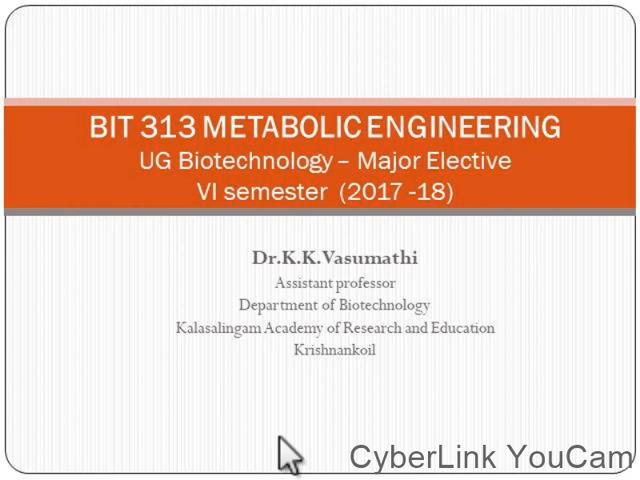 BIT 313 METABOLIC ENGINEERING
UG Biotechnology – Major Elective
VI semester (2017 -18)
Dr.K.K.Vasumathi
Assistant professor
Department of Biotechnology
Kalasalingam Academy of Research and Education
Krishnankoil
CyberLink YouCam